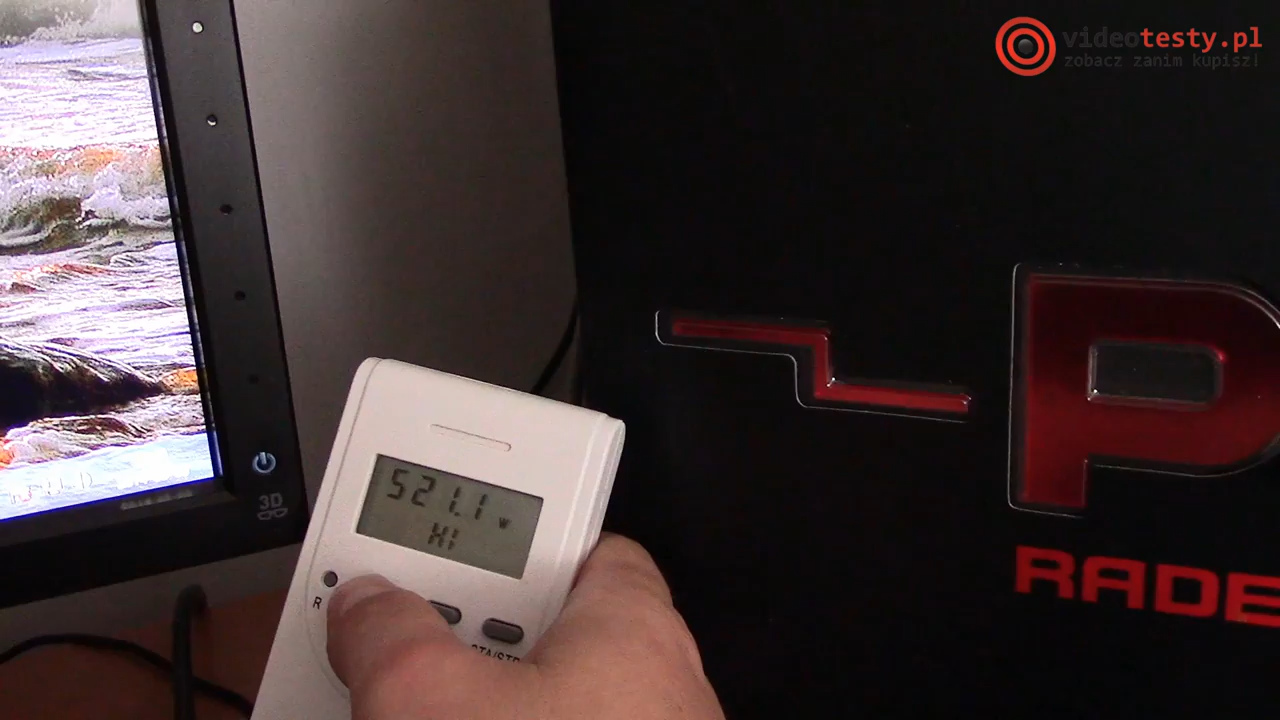 videotesty.pl
zobacz zanim kupisz!
P
RADE
521.1 W
Hi
R
3D